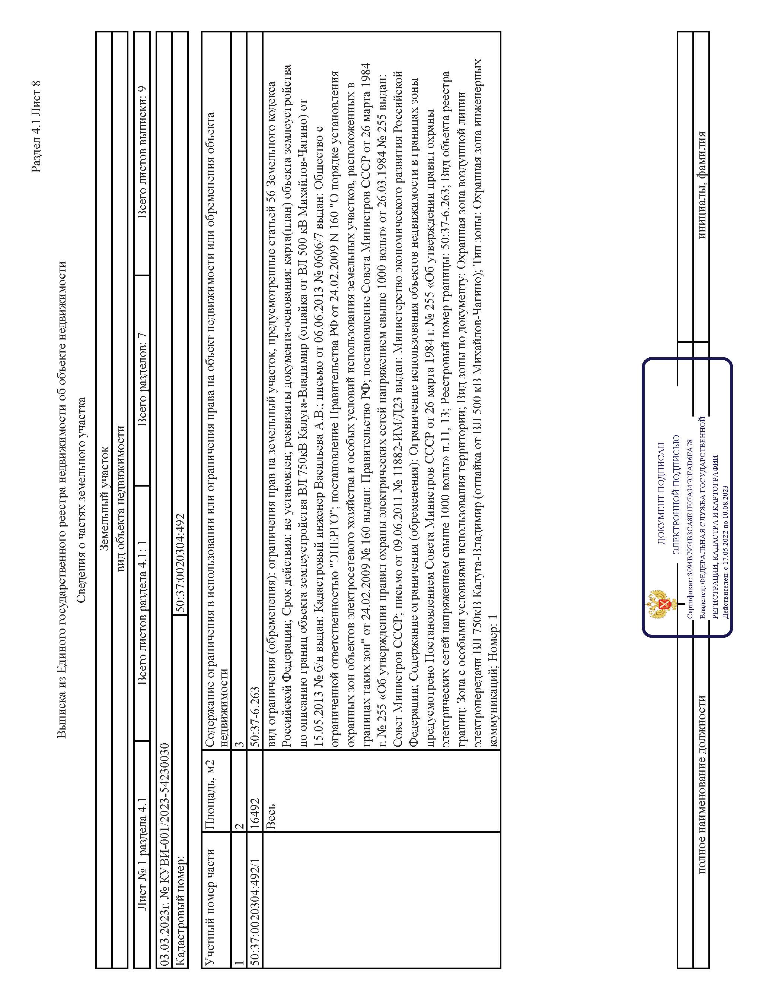 Раздел 4.1 Лист 8
Выписка из Единого государственного реестра недвижимости об объекте недвижимости
Сведения о частях земельного участка
Земельный участок
вид объекта недвижимости
Лист № 1 раздела 4.1
Всего листов раздела 4.1: 1
Всего разделов: 7
Всего листов выписки: 9
03.03.2023г. № КУВИ-001/2023-54230030
Кадастровый номер:
50:37:0020304:492
Учетный номер части
Площадь, м2
Содержание ограничения в использовании или ограничения права на объект недвижимости или обременения объекта
недвижимости
1
2
3
50:37:0020304:492/1
16492
50:37-6.263
Весь
вид ограничения (обременения): ограничения прав на земельный участок, предусмотренные статьей 56 Земельного кодекса
Российской Федерации; Срок действия: не установлен; реквизиты документа-основания: карта(план) объекта землеустройства
по описанию границ объекта землеустройства ВЛ 750кВ Калуга-Владимир (отпайка от ВЛ 500 кВ Михайлов-Чагино) от
15.05.2013 № б/н выдан: Кадастровый инженер Васильева А.В.; письмо от 06.06.2013 № 0606/7 выдан: Общество с
ограниченной ответственностью "ЭНЕРГО"; постановление Правительства РФ от 24.02.2009 N 160 "О порядке установления
охранных зон объектов электросетевого хозяйства и особых условий использования земельных участков, расположенных в
границах таких зон" от 24.02.2009 № 160 выдан: Правительство РФ; постановление Совета Министров СССР от 26 марта 1984
г. № 255 «Об утверждении правил охраны электрических сетей напряжением свыше 1000 вольт» от 26.03.1984 № 255 выдан:
Совет Министров СССР; письмо от 09.06.2011 № 11882-ИМ/Д23 выдан: Министерство экономического развития Российской
Федерации; Содержание ограничения (обременения): Ограничение использования объектов недвижимости в границах зоны
предусмотрено Постановлением Совета Министров СССР от 26 марта 1984 г. № 255 «Об утверждении правил охраны
электрических сетей напряжением свыше 1000 вольт» п.11, 13; Реестровый номер границы: 50:37-6.263; Вид объекта реестра
границ: Зона с особыми условиями использования территории; Вид зоны по документу: Охранная зона воздушной линии
электропередачи ВЛ 750кВ Калуга-Владимир (отпайка от ВЛ 500 кВ Михайлов-Чагино); Тип зоны: Охранная зона инженерных
коммуникаций; Номер: 1
ДОКУМЕНТ ПОДПИСАН
ЭЛЕКТРОННОЙ ПОДПИСЬЮ
Сертификат: 3094B7974B3CA8E1F07A347CFAD6FA78
Владелец: ФЕДЕРАЛЬНАЯ СЛУЖБА ГОСУДАРСТВЕННОЙ
РЕГИСТРАЦИИ, КАДАСТРА И КАРТОГРАФИИ
Действителен: с 17.05.2022 по 10.08.2023
полное наименование должности
инициалы, фамилия